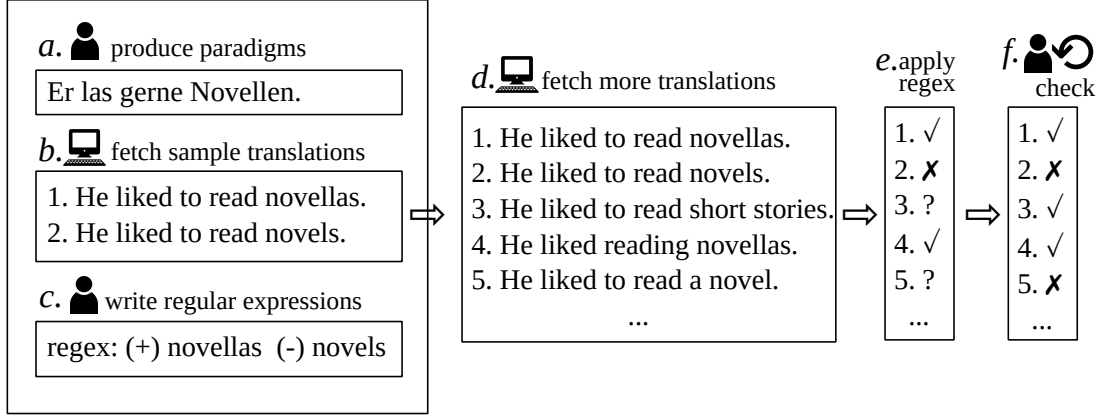 a. produce paradigms
Er las gerne Novellen.
b. fetch sample translations
1. He liked to read novellas.
2. He liked to read novels.
c. write regular expressions
regex: (+) novellas (-) novels
d. fetch more translations
1. He liked to read novellas.
2. He liked to read novels.
3. He liked to read short stories.
4. He liked reading novellas.
5. He liked to read a novel.
...
e. apply
regex
1. √
2. ✗
3. ?
4. √
5. ?
...
f.
check
1. √
2. ✗
3. √
4. √
5. ✗
...